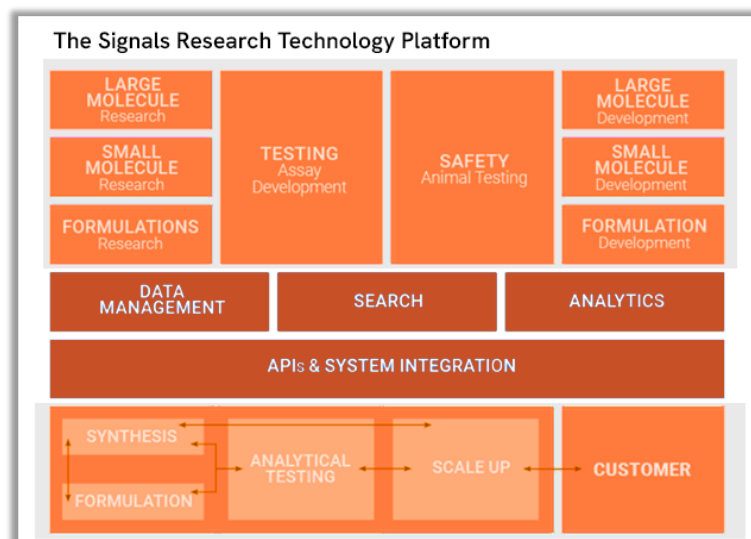 The Signals Research Technology Platform
LARGE
MOLECULE
Research
SMALL
MOLECULE
Research
FORMULATIONS
Research
TESTING
Assay
Development
SAFETY
Animal Testing
LARGE
MOLECULE
Development
SMALL
MOLECULE
Development
FORMULATION
Development
DATA
MANAGEMENT
SEARCH
ANALYTICS
APIs & SYSTEM INTEGRATION
SYNTHESIS
FORMULATION
ANALYTICAL
TESTING
SCALE UP
CUSTOMER